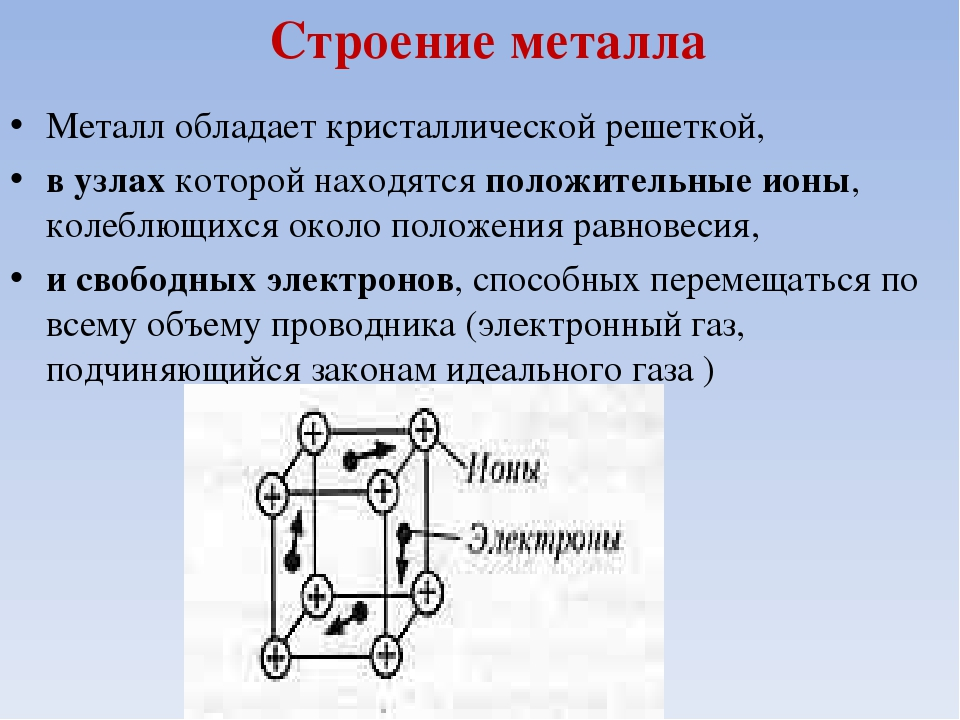 Строение металла
• Металл обладает кристаллической решеткой,
• в узлах которой находятся положительные ионы,
колеблющихся около положения равновесия,
• и свободных электронов, способных перемещаться по
всему объему проводника (электронный газ,
подчиняющийся законам идеального газа )
+ +
Ионы
+ +
Электроны
+ +
+ +